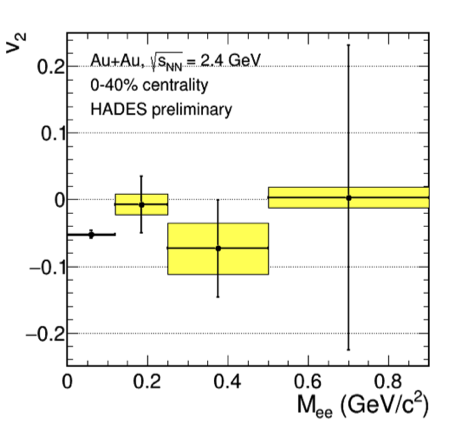 v₂
Au+Au, √sNN = 2.4 GeV
0-40% centrality
HADES preliminary
0.2
0.1
0
−0.1
−0.2
0 0.2 0.4 0.6 0.8
Mee (GeV/c²)